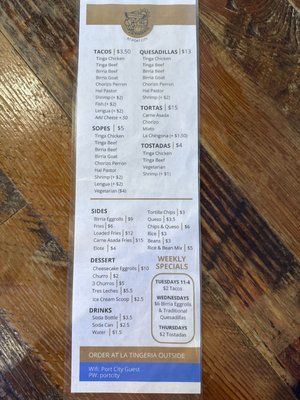 TACOS | $3.50
Tinga Chicken
Tinga Beef
Birria Beef
Birria Goat
Chorizo Perron
Hal Pastor
Shrimp (+ $2)
Fish (+ $2)
Lengua (+ $2)
Add Cheese + .50
SOPES | $5
Tinga Chicken
Tinga Beef
Birria Beef
Birria Goat
Chorizo Perron
Hal Pastor
Shrimp (+ $2)
Lengua (+ $2)
Vegetarian ($4)
QUESADILLAS | $13
Tinga Chicken
Tinga Beef
Birria Beef
Birria Goat
Chorizo Perron
Hal Pastor
Shrimp (+ $2)
TORTAS | $15
Carne Asada
Chorizo
Mixto
La Chingona (+ $1.50)
TOSTADAS | $4
Tinga Chicken
Tinga Beef
Vegetarian
Shrimp (+ $1)
SIDES
Birria Eggrolls | $9
Fries | $6
Loaded Fries | $12
Carne Asada Fries | $15
Elote | $4
Tortilla Chips | $3
Queso | $3.5
Chips & Queso | $6
Rice | $3
Beans | $3
Rice & Bean Mix | $5
DESSERT
Cheesecake Eggrolls | $10
Churro | $2
3 Churros | $5
Tres Leches | $5.5
Ice Cream Scoop | $2.5
DRINKS
Soda Bottle | $3.5
Soda Can | $2.5
Water | $1.5
WEEKLY
SPECIALS
TUESDAYS 11-4
$2 Tacos
WEDNESDAYS
$6 Birria Eggrolls
& Traditional
Quesadillas
THURSDAYS
$2 Tostadas
ORDER AT LA TINGERIA OUTSIDE
Wifi: Port City Guest
PW: portcity